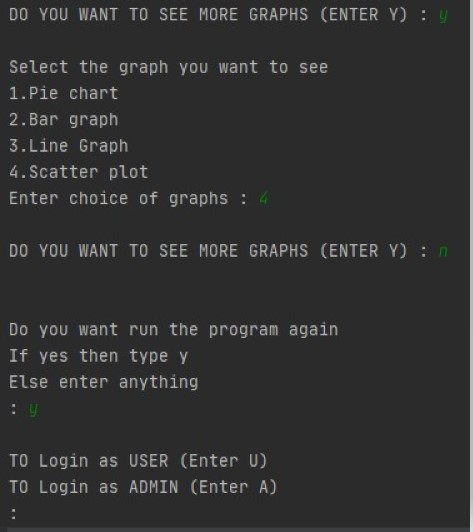 DO YOU WANT TO SEE MORE GRAPHS (ENTER Y) : y
Select the graph you want to see
1.Pie chart
2.Bar graph
3.Line Graph
4.Scatter plot
Enter choice of graphs : 4
DO YOU WANT TO SEE MORE GRAPHS (ENTER Y) : n
Do you want run the program again
If yes then type y
Else enter anything
: y
TO Login as USER (Enter U)
TO Login as ADMIN (Enter A)
: